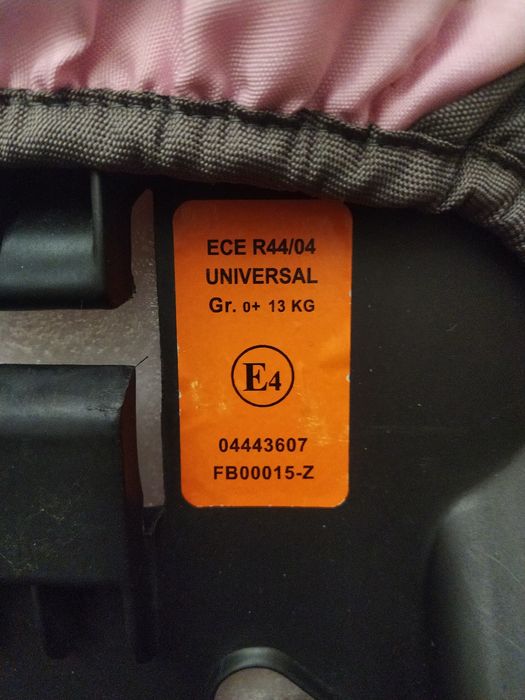 ECE R44/04
UNIVERSAL
Gr. 0+ 13 KG
E4
04443607
FB00015-Z